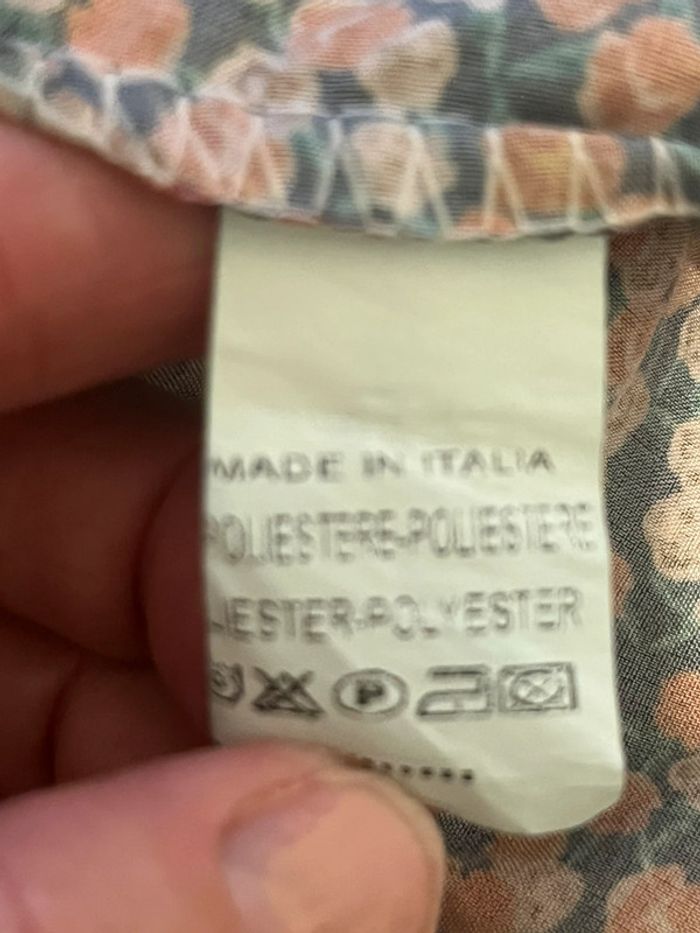 MADE IN ITALIA
POLIESTERE-POLIESTERE
LIESTER-POLYESTER
P